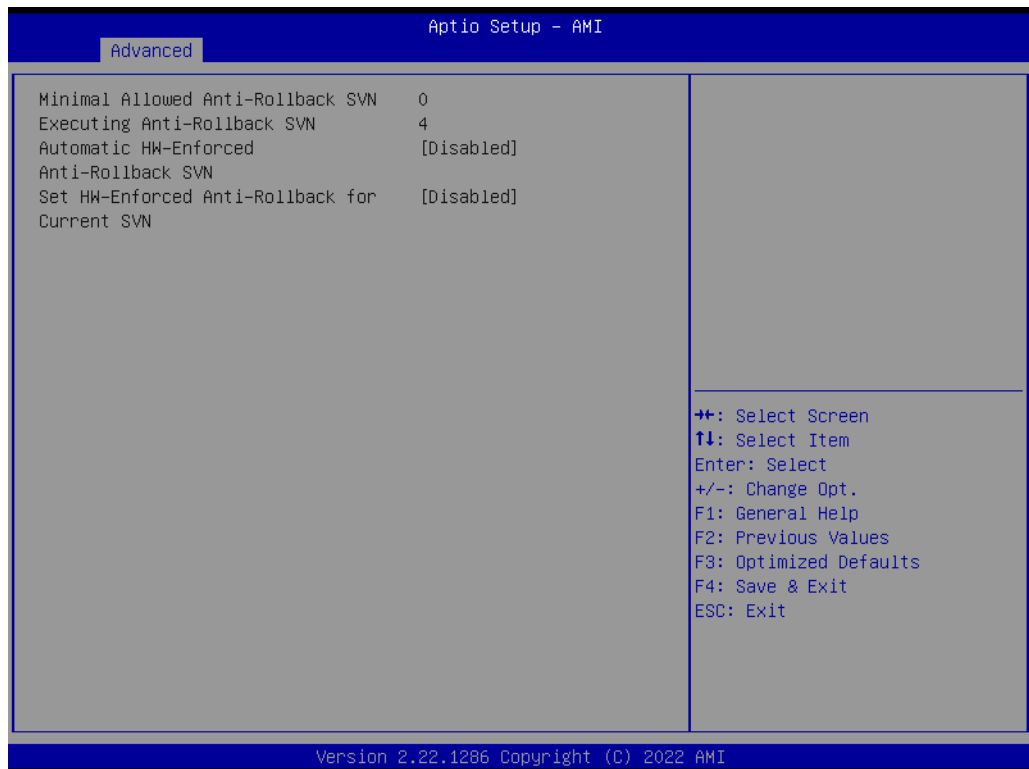 Aptio Setup – AMI
Advanced
Minimal Allowed Anti-Rollback SVN 0
Executing Anti-Rollback SVN 4
Automatic HW-Enforced [Disabled]
Anti-Rollback SVN
Set HW-Enforced Anti-Rollback for [Disabled]
Current SVN
→←: Select Screen
↑↓: Select Item
Enter: Select
+/-: Change Opt.
F1: General Help
F2: Previous Values
F3: Optimized Defaults
F4: Save & Exit
ESC: Exit
Version 2.22.1286 Copyright (C) 2022 AMI